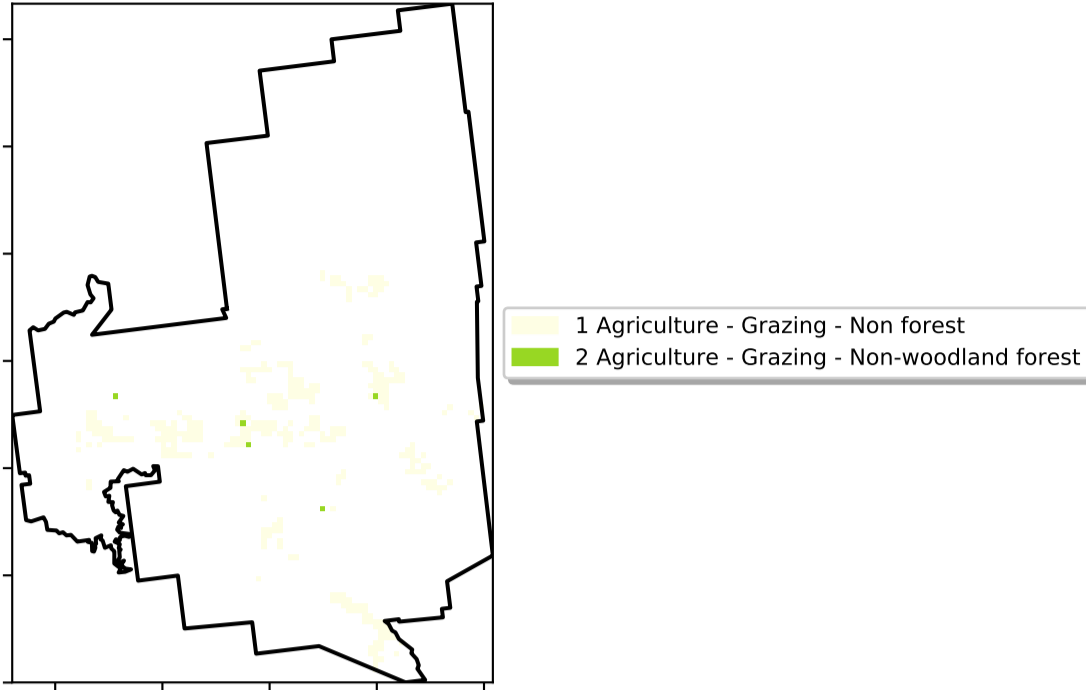 1 Agriculture - Grazing - Non forest
2 Agriculture - Grazing - Non-woodland forest